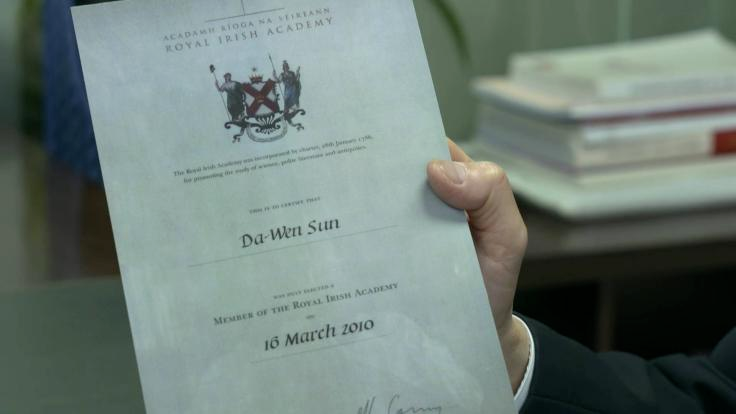 ACADAMH RÍOGA NA HÉIREANN
ROYAL IRISH ACADEMY
The Royal Irish Academy was incorporated by charter, 28th January 1786,
for promoting the study of science, polite literature and antiquities.
THIS IS TO CERTIFY THAT
Da-Wen Sun
WAS DULY ELECTED A
MEMBER OF THE ROYAL IRISH ACADEMY
ON
16 March 2010